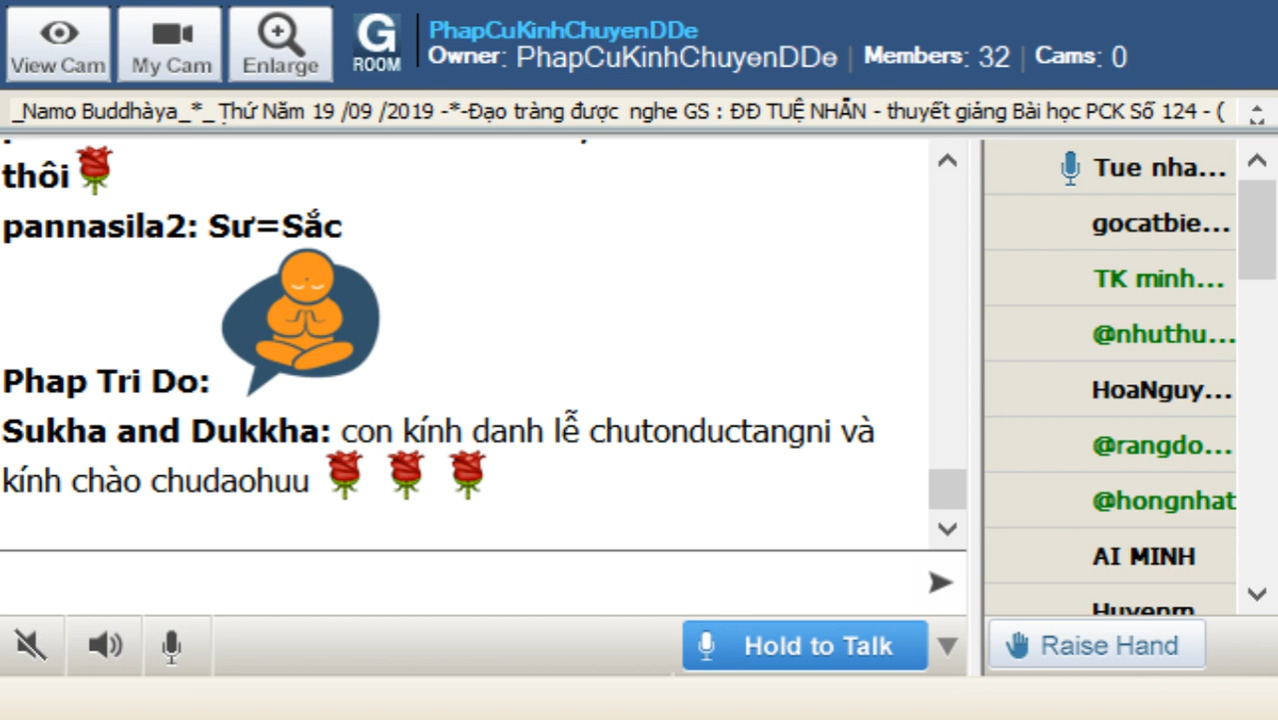 View Cam
My Cam
Enlarge
G ROOM
PhapCuKinhChuyenDDe
Owner: PhapCuKinhChuyonDDe | Members: 32 | Cams: 0
_Namo Buddhàya_*_ Thứ Năm 19 /09 /2019 -*-Đạo tràng được nghe GS : ĐĐ TUỆ NHÃN - thuyết giảng Bài học PCK Số 124 - (
thôi
pannasila2: Sư=Sắc
Phap Tri Do:
Sukha and Dukkha: con kính danh lễ chutonductangni và
kính chào chudaohuu
Tue nha...
gocatbie...
TK minh...
@nhuthu...
HoaNguy...
@rangdo...
@hongnhat
AI MINH
Huyenm
Hold to Talk
Raise Hand